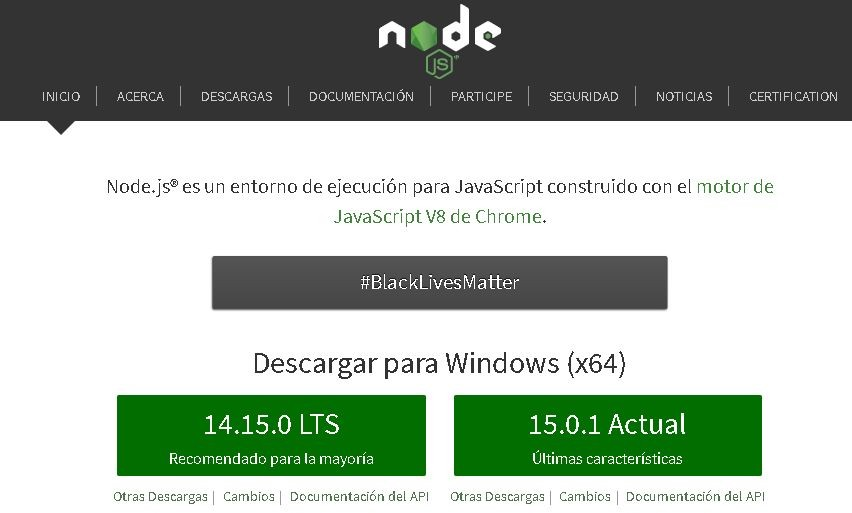 node
JS
INICIO | ACERCA | DESCARGAS | DOCUMENTACIÓN | PARTICIPE | SEGURIDAD | NOTICIAS | CERTIFICATION
Node.js® es un entorno de ejecución para JavaScript construido con el motor de
JavaScript V8 de Chrome.
#BlackLivesMatter
Descargar para Windows (x64)
14.15.0 LTS 15.0.1 Actual
Recomendado para la mayoría Últimas características
Otras Descargas | Cambios | Documentación del API Otras Descargas | Cambios | Documentación del API